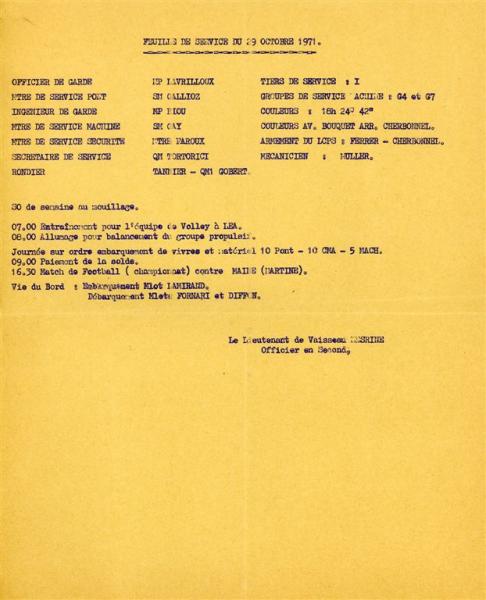 FEUILLE DE SERVICE DU 29 OCTOBRE 1971.
OFFICIER DE GARDE MP LAVRILLOUX TIERS DE SERVICE : I
MTRE DE SERVICE PONT SM GALLIOZ GROUPES DE SERVICE MACHINE : G4 et G7
INGENIEUR DE GARDE MP RIOU COULEURS : 16h 24" 42°
MTRE DE SERVICE MACHINE SM GAY COULEURS AV. BOUQUET ARR. CHERBONNEL.
MTRE DE SERVICE SECURITE MTRE PAROUX ARMEMENT DU LCPS : FERRER - CHERBONNEL.
SECRETAIRE DE SERVICE QM TORTORICI MECANICIEN : MULLER.
RONDIER TANNIER - QM1 GOBERT.
SO de semaine au mouillage.
07.00 Entraînement pour l'équipe de Volley à LEA.
08.00 Allumage pour balancement du groupe propulsif.
Journée sur ordre embarquement de vivres et matériel 10 Pont - 10 CMA - 5 MACH.
09.00 Paiement de la solde.
16.30 Match de Football ( championnat) contre (MARTINE).
Vie du Bord : Embarquement Mlot LAMIRAND.
Débarquement Mlots FORNARI et DIFFON.
Le Lieutenant de Vaisseau
Officier en Second.